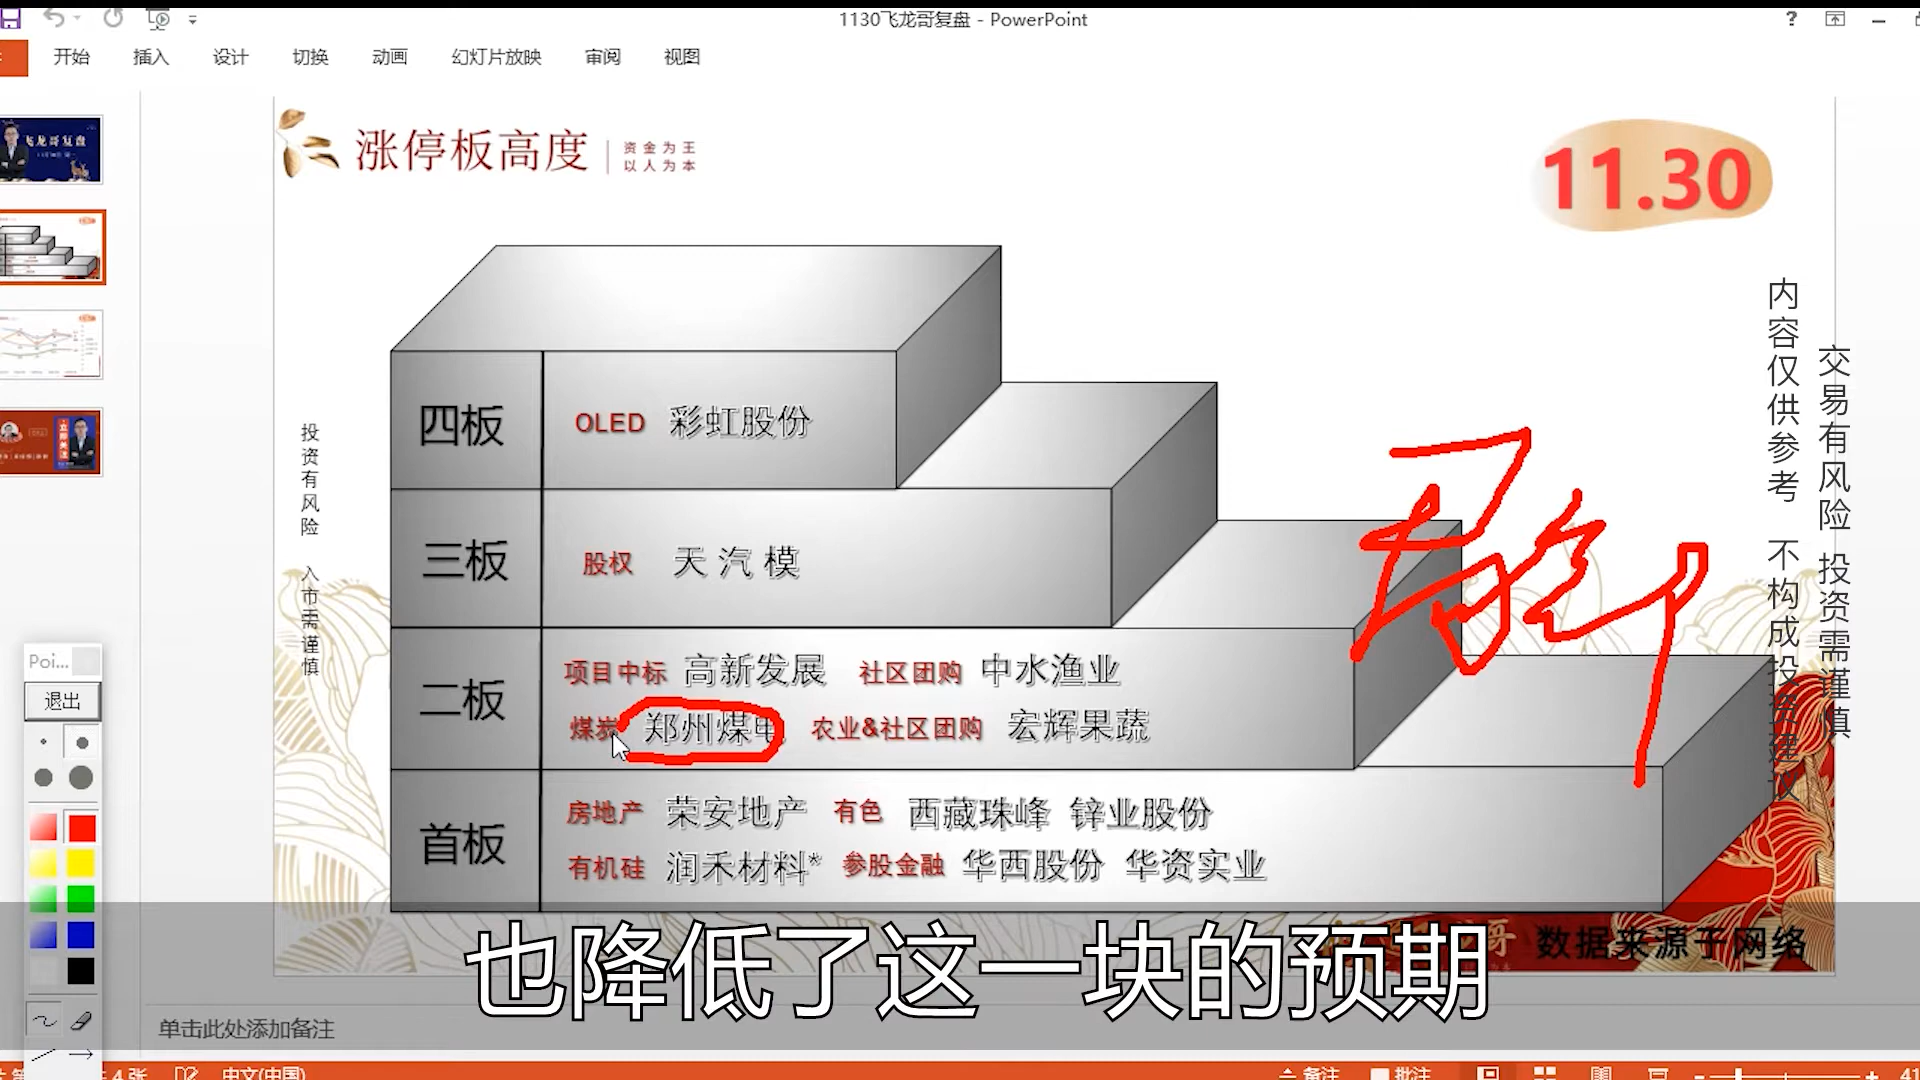 1130飞龙哥复盘 - PowerPoint
开始 插入 设计 切换 动画 幻灯片放映 审阅 视图
涨停板高度
资金为王
以人为本
11.30
四板 OLED 彩虹股份
三板 股权 天汽模
二板 项目中标 高新发展 社区团购 中水渔业
煤炭 郑州煤电 农业&社区团购 宏辉果蔬
首板 房地产 荣安地产 有色 西藏珠峰 锌业股份
有机硅 润禾材料* 参股金融 华西股份 华资实业
投资有风险 入市需谨慎
交易有风险 投资需谨慎
内容仅供参考 不构成投资建议
Poi...
退出
数据来源于网络
也降低了这一块的预期
单击此处添加备注
中文(中国)
备注 批注